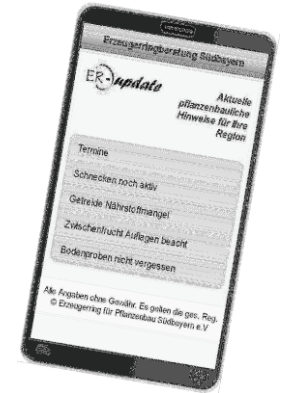 Erzeugerringberatung Südbayern
ER-update
Aktuelle
pflanzenbauliche
Hinweise für Ihre
Region
Termine
Schnecken noch aktiv
Getreide Nährstoffmangel
Zwischenfrucht Auflagen beacht
Bodenproben nicht vergessen
Alle Angaben ohne Gewähr. Es gelten die ges. Reg.
© Erzeugerring für Pflanzenbau Südbayern e.V